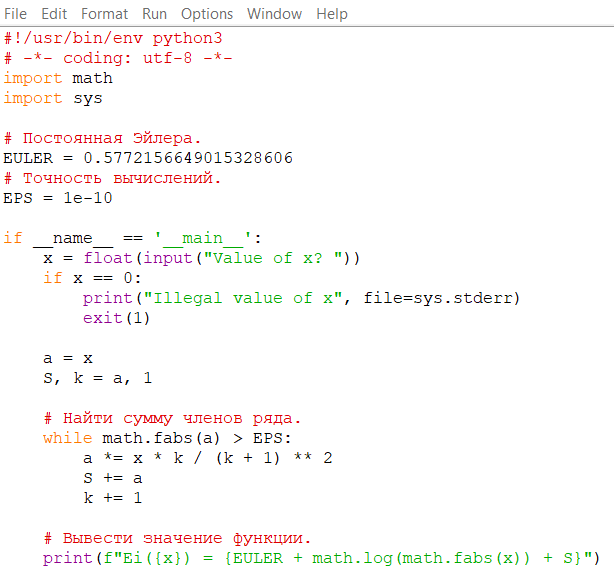 File Edit Format Run Options Window Help
#!/usr/bin/env python3
# -*- coding: utf-8 -*-
import math
import sys

# Постоянная Эйлера.
EULER = 0.5772156649015328606
# Точность вычислений.
EPS = 1e-10

if __name__ == '__main__':
    x = float(input("Value of x? "))
    if x == 0:
        print("Illegal value of x", file=sys.stderr)
        exit(1)

    a = x
    S, k = a, 1

    # Найти сумму членов ряда.
    while math.fabs(a) > EPS:
        a *= x * k / (k + 1) ** 2
        S += a
        k += 1

    # Вывести значение функции.
    print(f"Ei({x}) = {EULER + math.log(math.fabs(x)) + S}")